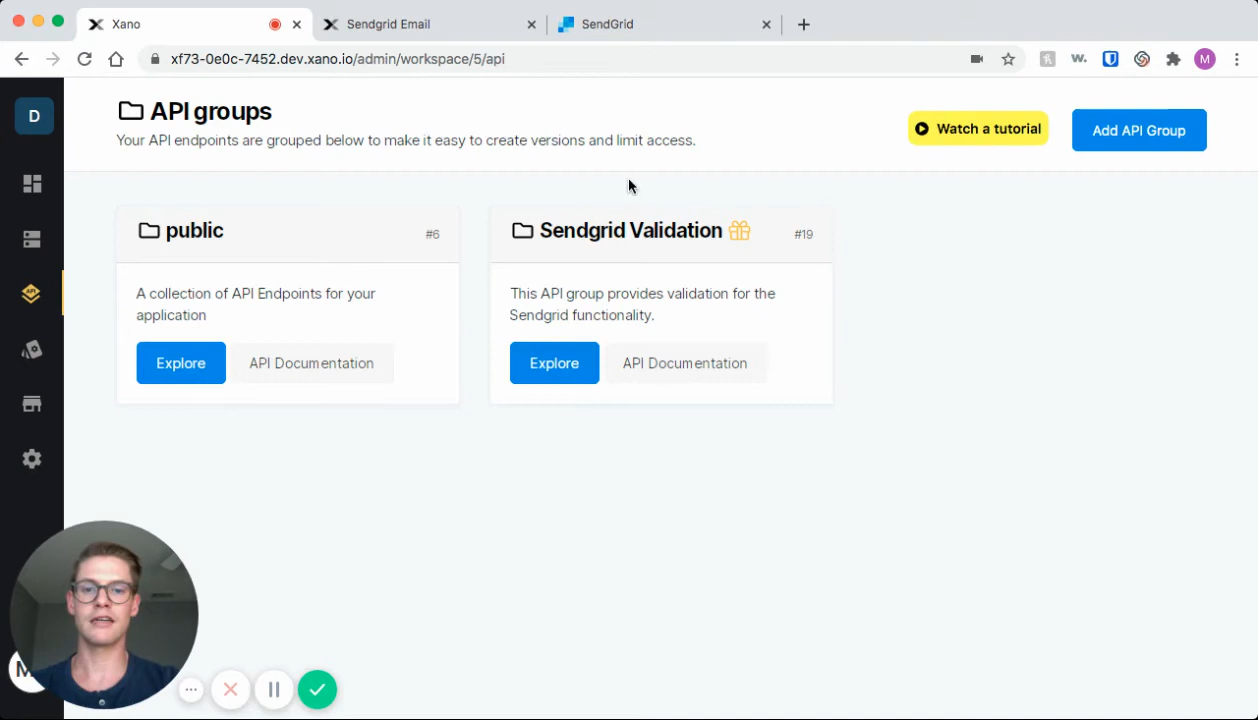 Xano
Sendgrid Email
SendGrid
xf73-0e0c-7452.dev.xano.io/admin/workspace/5/api
w.
M
D
API groups
Your API endpoints are grouped below to make it easy to create versions and limit access.
Watch a tutorial
Add API Group
public
#6
Sendgrid Validation
#19
A collection of API Endpoints for your
application
This API group provides validation for the
Sendgrid functionality.
Explore
API Documentation
Explore
API Documentation
API
M